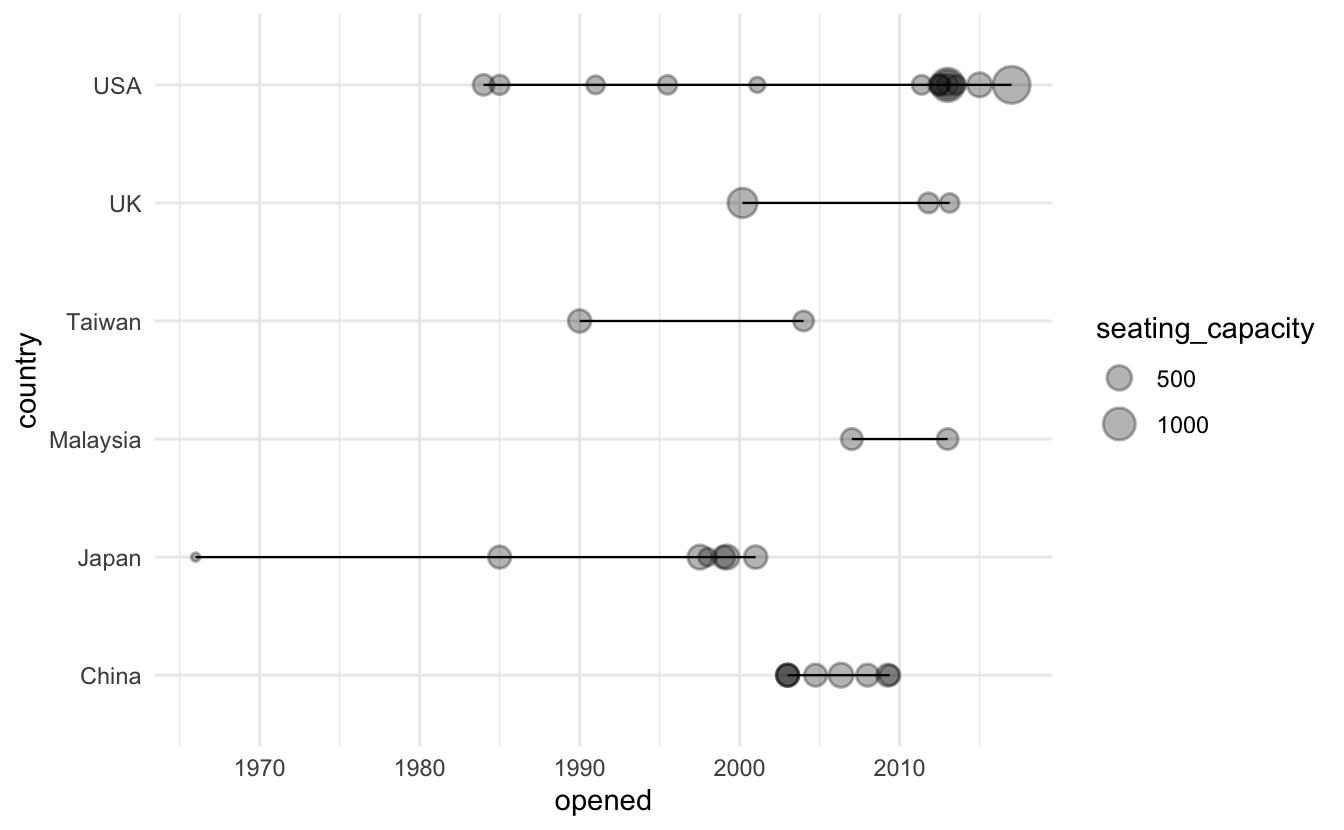 USA
UK
Taiwan
Malaysia
Japan
China
country
1970 1980 1990 2000 2010
opened
seating_capacity
500
1000